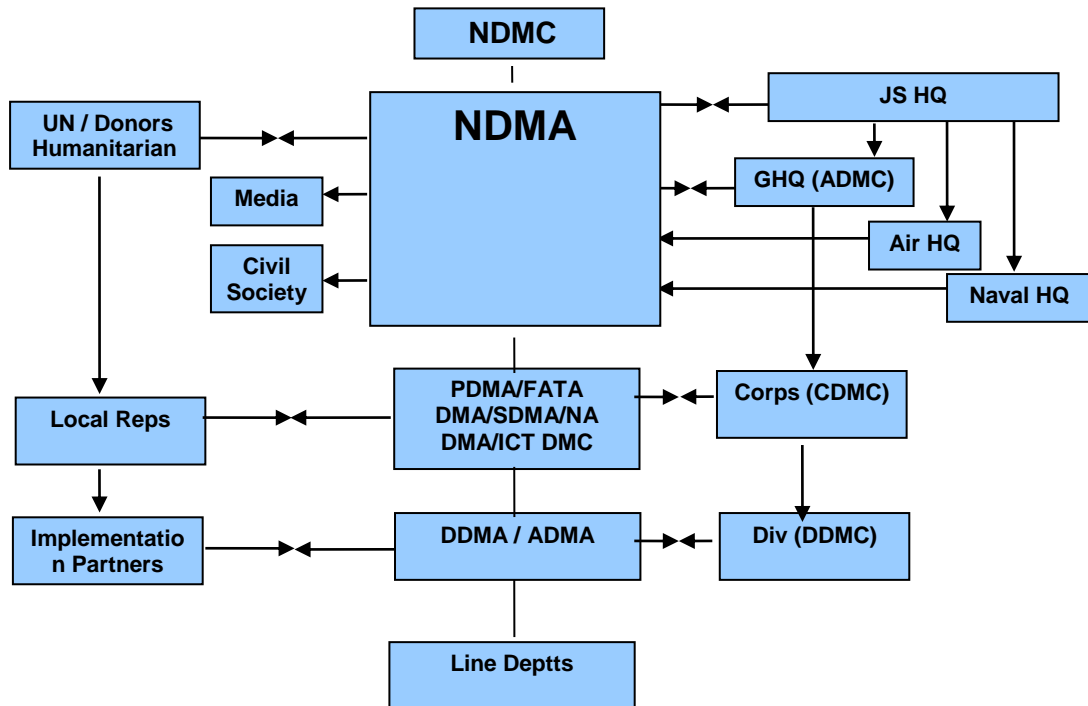 NDMC
NDMA
JS HQ
UN / Donors
Humanitarian
GHQ (ADMC)
Media
Air HQ
Civil
Society
Naval HQ
PDMA/FATA
DMA/SDMA/NA
DMA/ICT DMC
Corps (CDMC)
Local Reps
DDMA / ADMA
Div (DDMC)
Implementatio
n Partners
Line Deptts